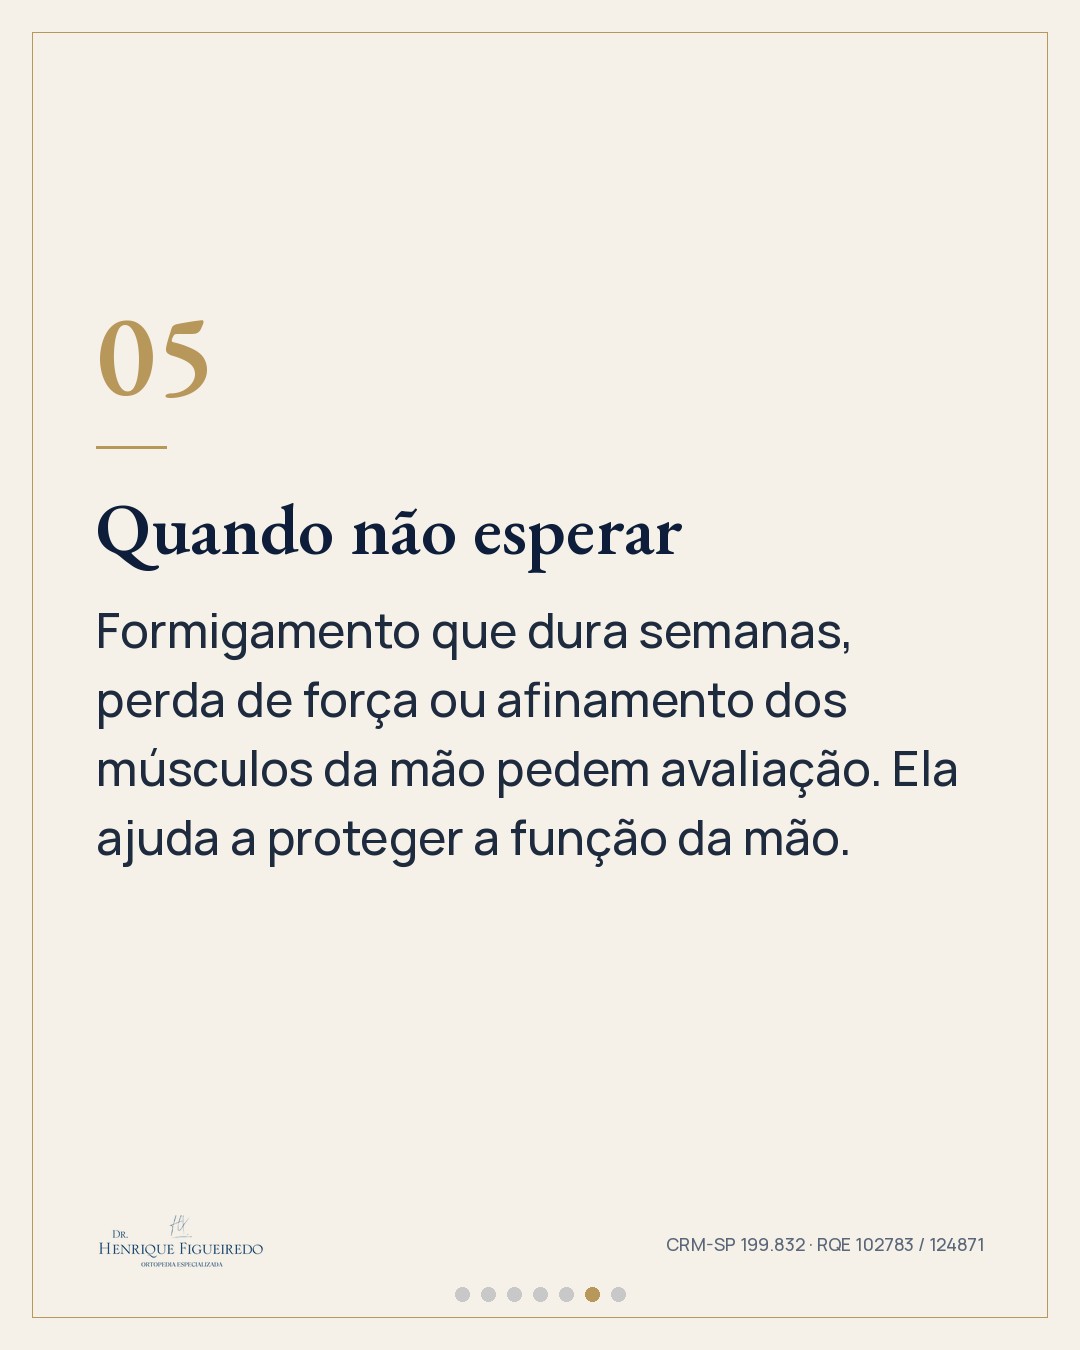 05
Quando não esperar
Formigamento que dura semanas,
perda de força ou afinamento dos
músculos da mão pedem avaliação. Ela
ajuda a proteger a função da mão.
DR.
HENRIQUE FIGUEIREDO
ORTOPEDIA ESPECIALIZADA
CRM-SP 199.832 · RQE 102783 / 124871